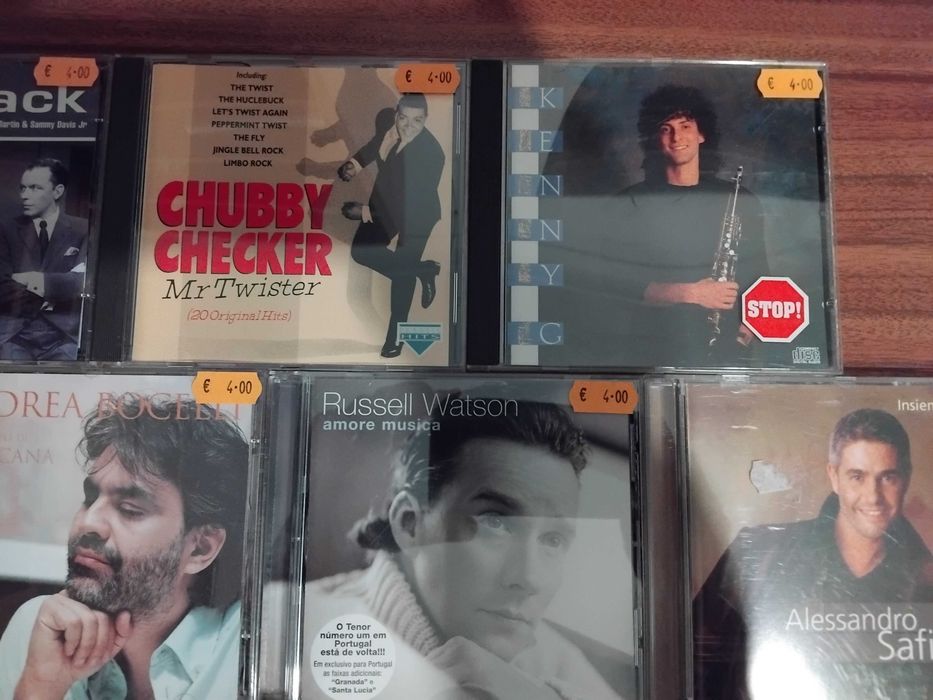 € 4.00
ack
Martin & Sammy Davis Jr
€ 4.00
Including:
THE TWIST
THE HUCLEBUCK
LET'S TWIST AGAIN
PEPPERMINT TWIST
THE FLY
JINGLE BELL ROCK
LIMBO ROCK
CHUBBY
CHECKER
Mr Twister
(20 Original Hits)
HITS
€ 4.00
K
E
N
N
Y
G
STOP!
disc
€ 4.00
DREA BOCELLI
CANA
€ 4.00
Russell Watson
amore musica
O Tenor
número um em
Portugal
está de volta!!!
Em exclusivo para Portugal
as faixas adicionais:
"Granada" e
"Santa Lucia"
Insiem
Alessandro
Safi